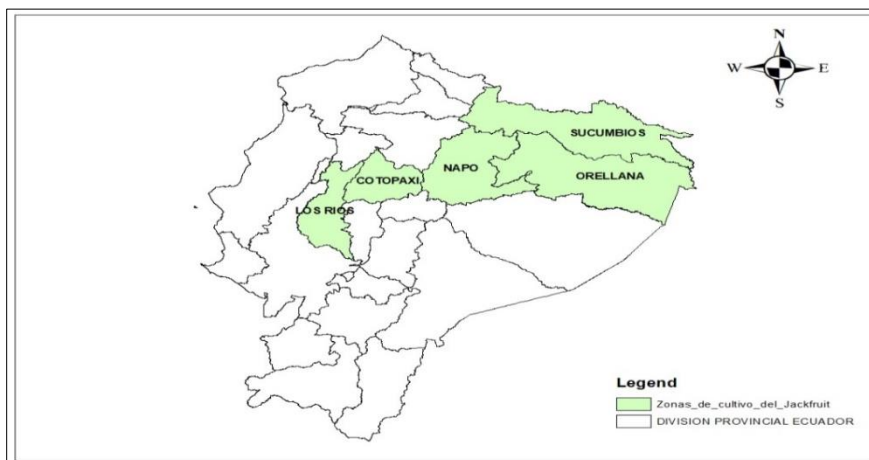 N
W E
S
SUCUMBIOS
NAPO
ORELLANA
COTOPAXI
LOS RIOS
Legend
Zonas_de_cultivo_del_Jackfruit
DIVISION PROVINCIAL ECUADOR